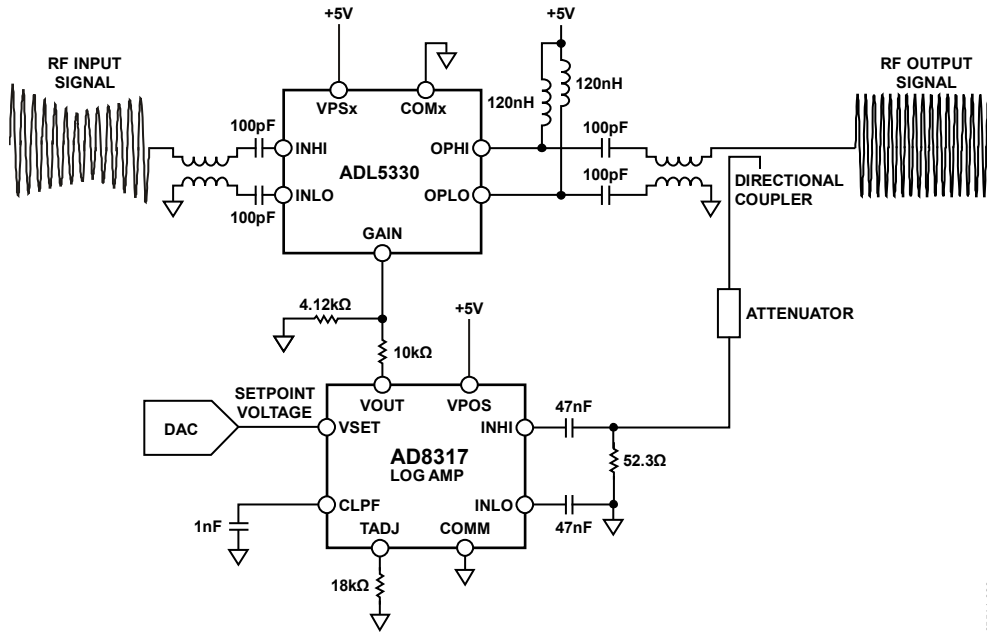 +5V
+5V
RF INPUT
SIGNAL
RF OUTPUT
SIGNAL
VPSx
COMx
120nH
120nH
100pF
100pF
INHI
OPHI
ADL5330
100pF
INLO
OPLO
100pF
DIRECTIONAL
COUPLER
GAIN
4.12kΩ
+5V
ATTENUATOR
10kΩ
SETPOINT
VOLTAGE
VOUT
VPOS
47nF
DAC
VSET
INHI
AD8317
LOG AMP
52.3Ω
CLPF
INLO
1nF
TADJ
COMM
47nF
18kΩ